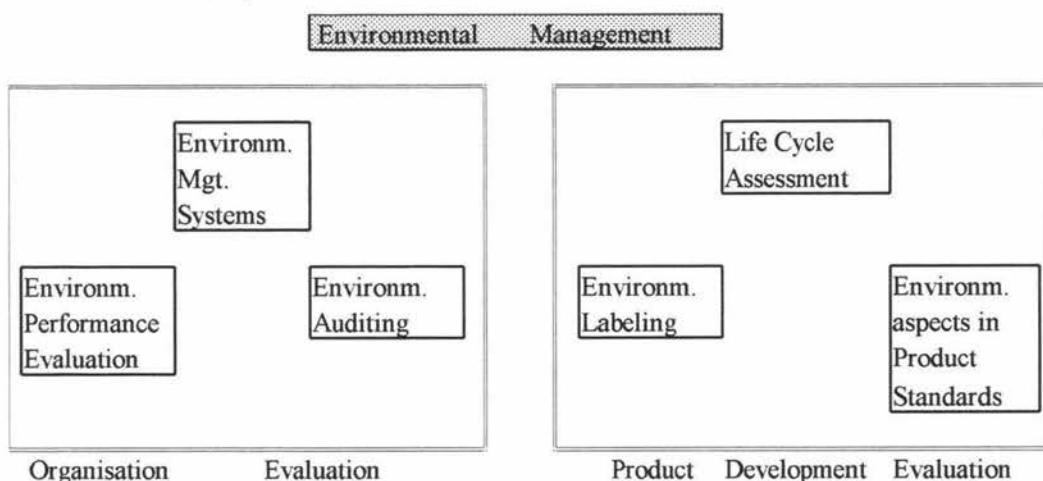 Environmental Management
Environm.
Mgt.
Systems
Environm.
Performance
Evaluation
Environm.
Auditing
Organisation Evaluation
Life Cycle
Assessment
Environm.
Labeling
Environm.
aspects in
Product
Standards
Product Development Evaluation